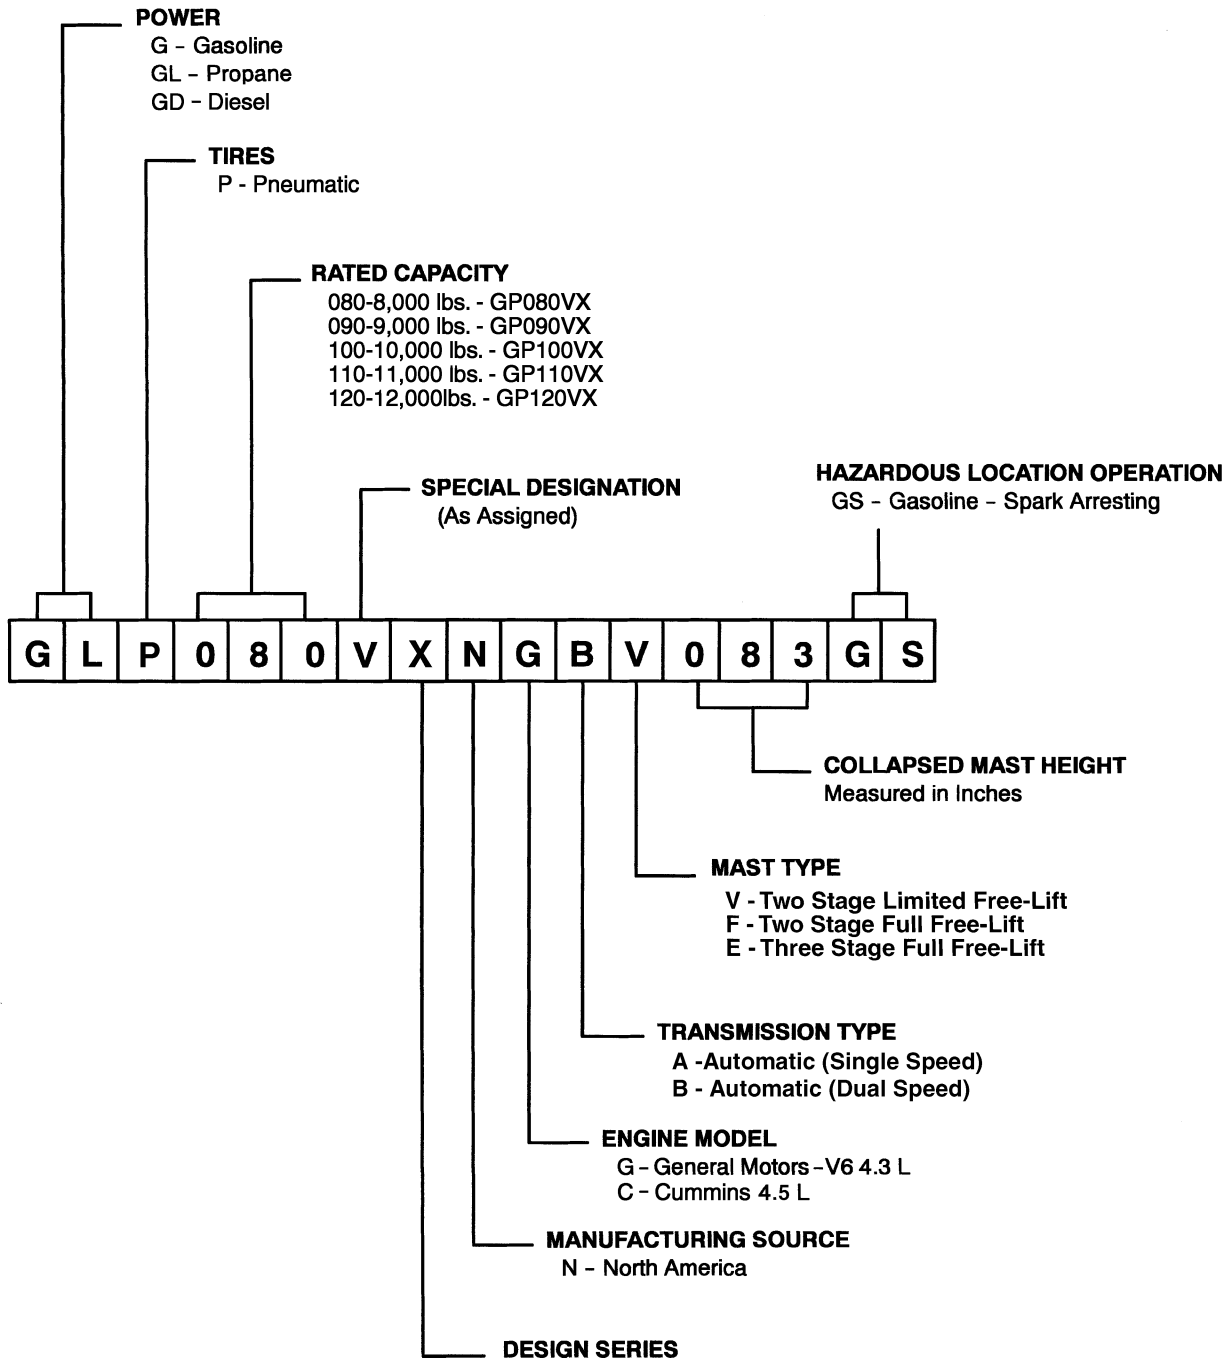 POWER
G – Gasoline
GL – Propane
GD – Diesel
TIRES
P - Pneumatic
RATED CAPACITY
080-8,000 lbs. - GP080VX
090-9,000 lbs. - GP090VX
100-10,000 lbs. - GP100VX
110-11,000 lbs. - GP110VX
120-12,000lbs. - GP120VX
HAZARDOUS LOCATION OPERATION
GS – Gasoline – Spark Arresting
SPECIAL DESIGNATION
(As Assigned)
G L P 0 8 0 V X N G B V 0 8 3 G S
COLLAPSED MAST HEIGHT
Measured in Inches
MAST TYPE
V - Two Stage Limited Free-Lift
F - Two Stage Full Free-Lift
E - Three Stage Full Free-Lift
TRANSMISSION TYPE
A -Automatic (Single Speed)
B - Automatic (Dual Speed)
ENGINE MODEL
G – General Motors –V6 4.3 L
C – Cummins 4.5 L
MANUFACTURING SOURCE
N – North America
DESIGN SERIES